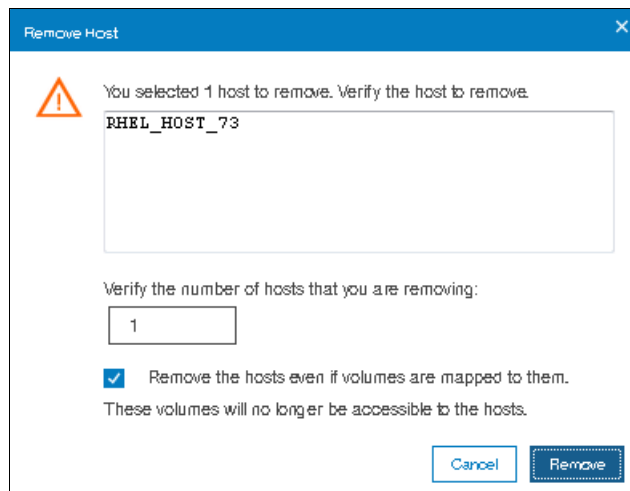 Remove Host
You selected 1 host to remove. Verify the host to remove.
RHEL_HOST_73
Verify the number of hosts that you are removing:
1
Remove the hosts even if volumes are mapped to them.
These volumes will no longer be accessible to the hosts.
Cancel
Remove